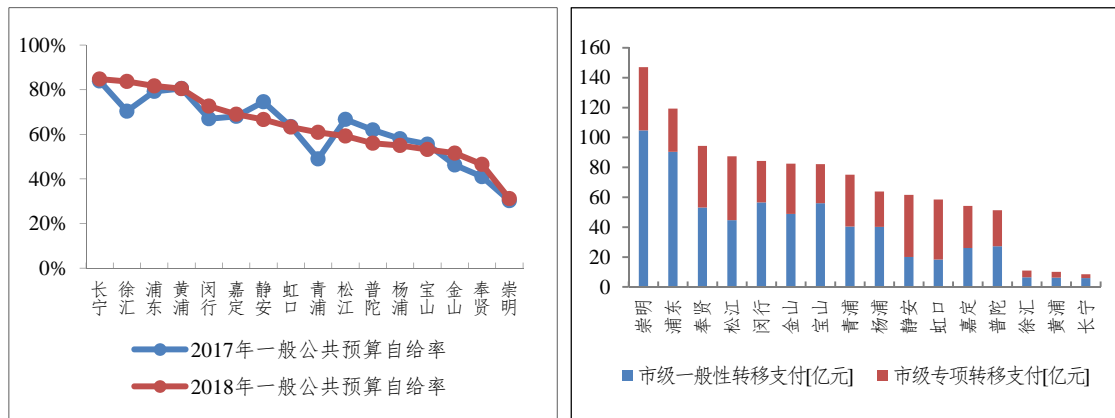 100%
80%
60%
40%
20%
0%
长宁
徐汇
浦东
黄浦
闵行
嘉定
静安
虹口
青浦
松江
普陀
杨浦
宝山
金山
奉贤
崇明
2017年一般公共预算自给率
2018年一般公共预算自给率
160
140
120
100
80
60
40
20
0
崇明
浦东
奉贤
松江
闵行
金山
宝山
青浦
杨浦
静安
虹口
嘉定
普陀
徐汇
黄浦
长宁
市级一般性转移支付[亿元]
市级专项转移支付[亿元]